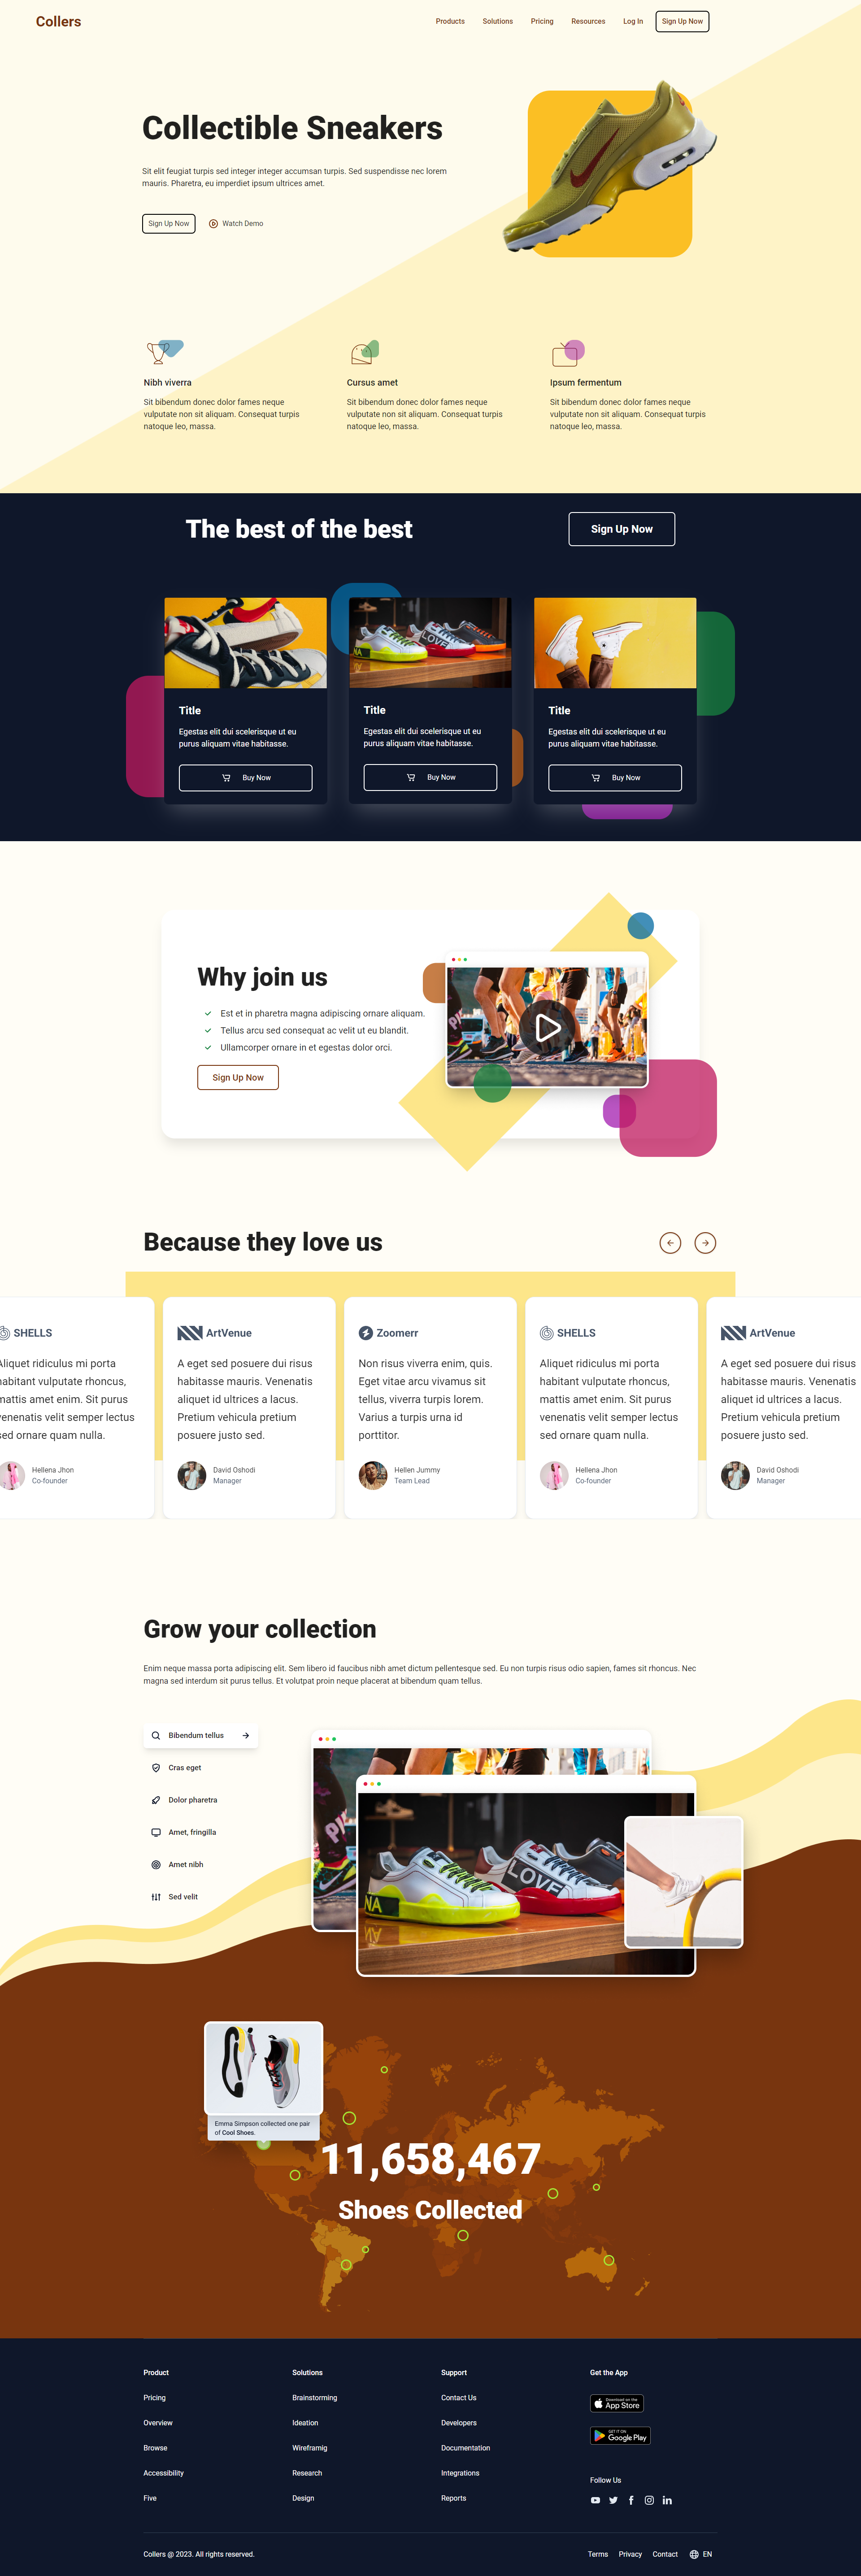 Collers
Products
Solutions
Pricing
Resources
Log In
Sign Up Now
Collectible Sneakers
Sit elit feugiat turpis sed integer integer accumsan turpis. Sed suspendisse nec lorem
mauris. Pharetra, eu imperdiet ipsum ultrices amet.
Sign Up Now
Watch Demo
Nibh viverra
Sit bibendum donec dolor fames neque
vulputate non sit aliquam. Consequat turpis
natoque leo, massa.
Cursus amet
Sit bibendum donec dolor fames neque
vulputate non sit aliquam. Consequat turpis
natoque leo, massa.
Ipsum fermentum
Sit bibendum donec dolor fames neque
vulputate non sit aliquam. Consequat turpis
natoque leo, massa.
The best of the best
Sign Up Now
LOVE
Title
Egestas elit dui scelerisque ut eu
purus aliquam vitae habitasse.
Buy Now
Title
Egestas elit dui scelerisque ut eu
purus aliquam vitae habitasse.
Buy Now
Title
Egestas elit dui scelerisque ut eu
purus aliquam vitae habitasse.
Buy Now
Why join us
Est et in pharetra magna adipiscing ornare aliquam.
Tellus arcu sed consequat ac velit ut eu blandit.
Ullamcorper ornare in et egestas dolor orci.
Sign Up Now
Because they love us
SHELLS
Aliquet ridiculus mi porta
habitant vulputate rhoncus,
mattis amet enim. Sit purus
venenatis velit semper lectus
sed ornare quam nulla.
Hellena Jhon
Co-founder
ArtVenue
A eget sed posuere dui risus
habitasse mauris. Venenatis
aliquet id ultrices a lacus.
Pretium vehicula pretium
posuere justo sed.
David Oshodi
Manager
Zoomerr
Non risus viverra enim, quis.
Eget vitae arcu vivamus sit
tellus, viverra turpis lorem.
Varius a turpis urna id
porttitor.
Hellen Jummy
Team Lead
SHELLS
Aliquet ridiculus mi porta
habitant vulputate rhoncus,
mattis amet enim. Sit purus
venenatis velit semper lectus
sed ornare quam nulla.
Hellena Jhon
Co-founder
ArtVenue
A eget sed posuere dui risus
habitasse mauris. Venenatis
aliquet id ultrices a lacus.
Pretium vehicula pretium
posuere justo sed.
David Oshodi
Manager
Grow your collection
Enim neque massa porta adipiscing elit. Sem libero id faucibus nibh amet dictum pellentesque sed. Eu non turpis risus odio sapien, fames sit rhoncus. Nec
magna sed interdum sit purus tellus. Et volutpat proin neque placerat at bibendum quam tellus.
Bibendum tellus
Cras eget
Dolor pharetra
Amet, fringilla
Amet nibh
Sed velit
LOVE
Emma Simpson collected one pair
of Cool Shoes.
11,658,467
Shoes Collected
Product
Pricing
Overview
Browse
Accessibility
Five
Solutions
Brainstorming
Ideation
Wireframig
Research
Design
Support
Contact Us
Developers
Documentation
Integrations
Reports
Get the App
Download on the
App Store
GET IT ON
Google Play
Follow Us
Collers @ 2023. All rights reserved.
Terms
Privacy
Contact
EN